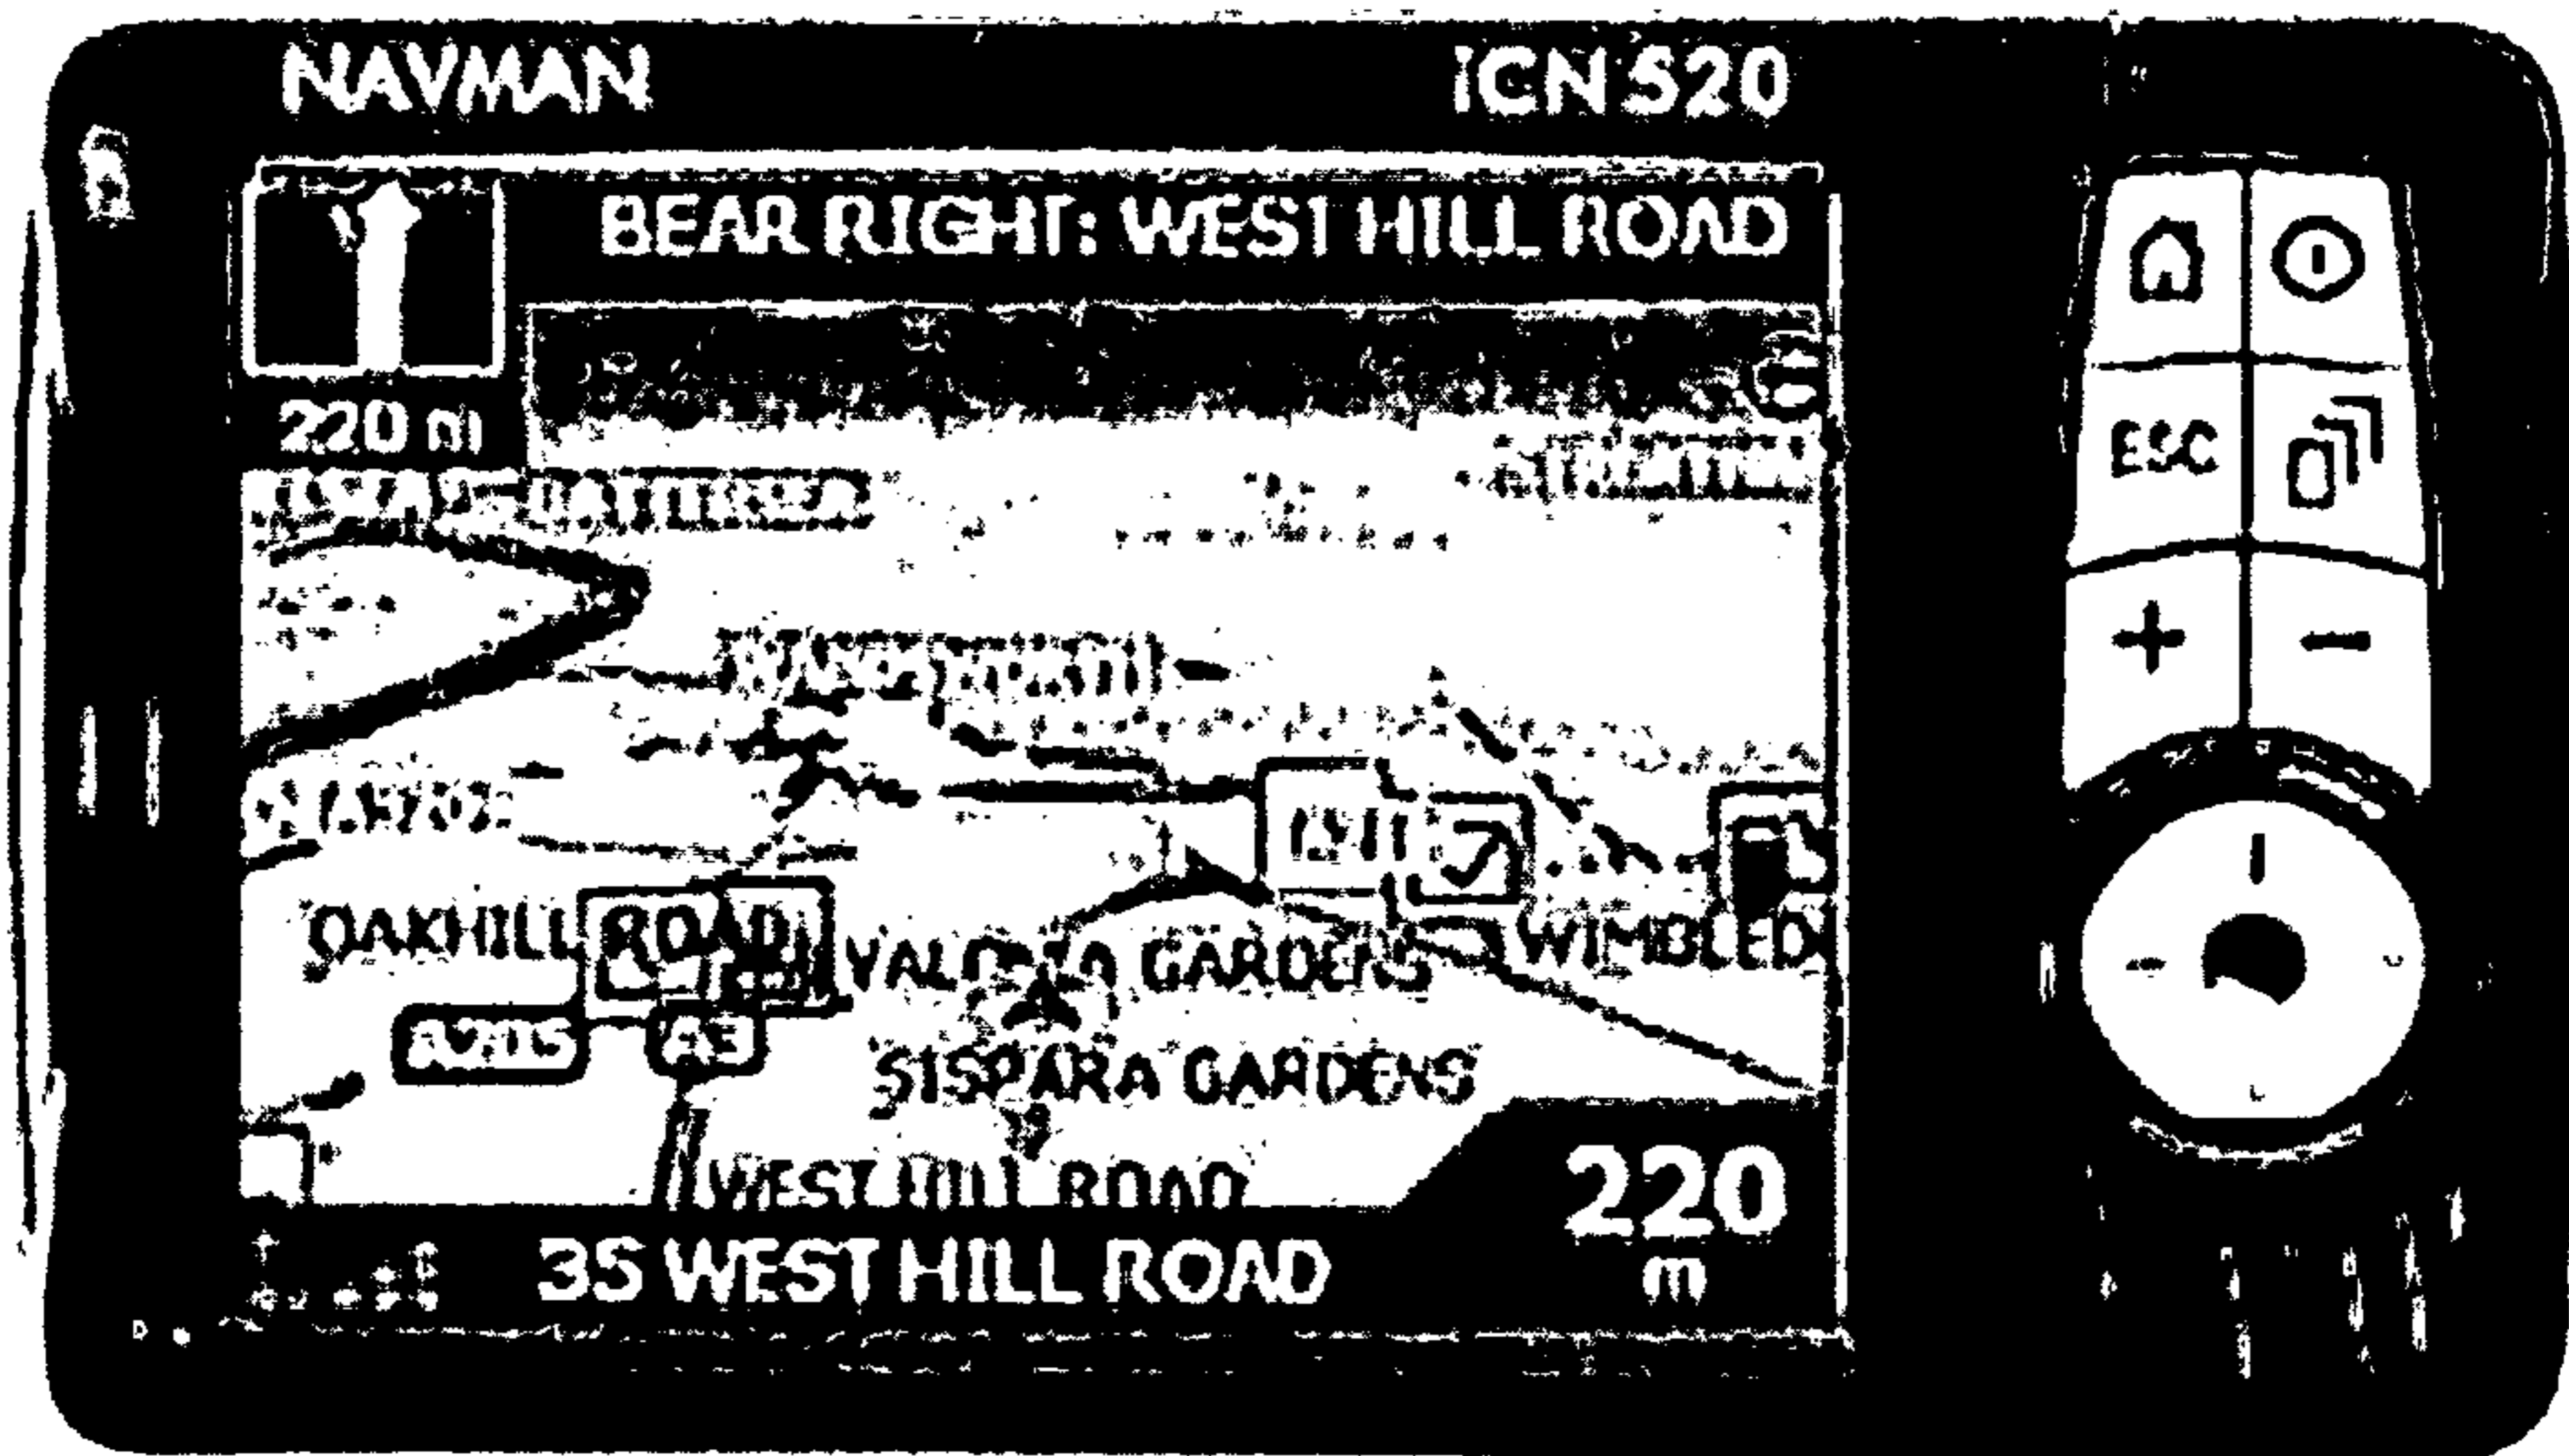 NAVMAN
iCN 520
BEAR RIGHT: WEST HILL ROAD
220 m
ESC
OAKHILL ROAD
GARDENS
WIMBLED
A205 A3
SISPARA GARDENS
WEST HILL ROAD
35 WEST HILL ROAD
220
m